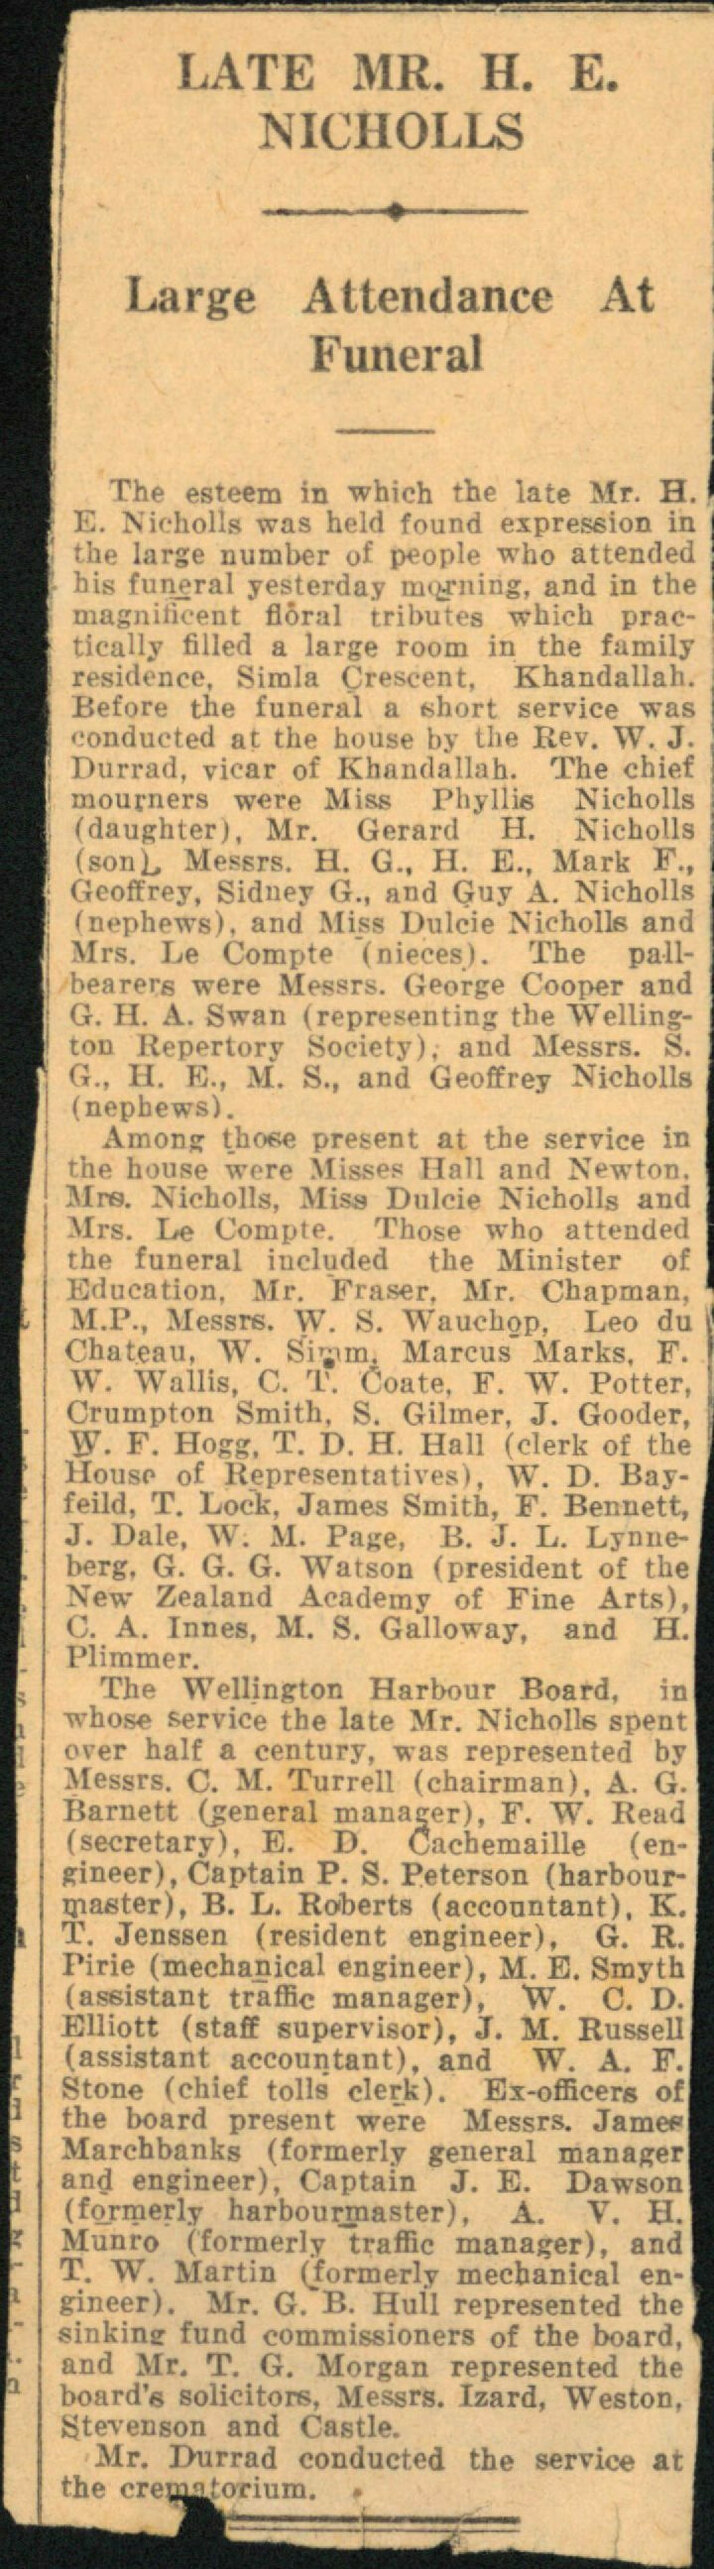 LATE MR. H. E.
NICHOLLS
Large Attendance At
Funeral
The esteem in which the late Mr. H.
E. Nicholls was held found expression in
the large number of people who attended
his funeral yesterday morning, and in the
magnificent floral tributes which prac-
tically filled a large room in the family
residence, Simla Crescent, Khandallah.
Before the funeral a short service was
conducted at the house by the Rev. W. J.
Durrad, vicar of Khandallah. The chief
mourners were Miss Phyllis Nicholls
(daughter), Mr. Gerard H. Nicholls
(son), Messrs. H. G., H. E., Mark F.,
Geoffrey, Sidney G., and Guy A. Nicholls
(nephews), and Miss Dulcie Nicholls and
Mrs. Le Compte (nieces). The pall-
bearers were Messrs. George Cooper and
G. H. A. Swan (representing the Welling-
ton Repertory Society), and Messrs. S.
G., H. E., M. S., and Geoffrey Nicholls
(nephews).
Among those present at the service in
the house were Misses Hall and Newton,
Mrs. Nicholls, Miss Dulcie Nicholls and
Mrs. Le Compte. Those who attended
the funeral included the Minister of
Education, Mr. Fraser, Mr. Chapman,
M.P., Messrs. W. S. Wauchop, Leo du
Chateau, W. Simm, Marcus Marks, F.
W. Wallis, C. T. Coate, F. W. Potter,
Crumpton Smith, S. Gilmer, J. Gooder,
W. F. Hogg, T. D. H. Hall (clerk of the
House of Representatives), W. D. Bay-
feild, T. Lock, James Smith, F. Bennett,
J. Dale, W. M. Page, B. J. L. Lynne-
berg, G. G. G. Watson (president of the
New Zealand Academy of Fine Arts),
C. A. Innes, M. S. Galloway, and H.
Plimmer.
The Wellington Harbour Board, in
whose service the late Mr. Nicholls spent
over half a century, was represented by
Messrs. C. M. Turrell (chairman), A. G.
Barnett (general manager), F. W. Read
(secretary), E. D. Cachemaille (en-
gineer), Captain P. S. Peterson (harbour-
master), B. L. Roberts (accountant), K.
T. Jenssen (resident engineer), G. R.
Pirie (mechanical engineer), M. E. Smyth
(assistant traffic manager), W. C. D.
Elliott (staff supervisor), J. M. Russell
(assistant accountant), and W. A. F.
Stone (chief tolls clerk). Ex-officers of
the board present were Messrs. James
Marchbanks (formerly general manager
and engineer), Captain J. E. Dawson
(formerly harbourmaster), A. V. H.
Munro (formerly traffic manager), and
T. W. Martin (formerly mechanical en-
gineer). Mr. G. B. Hull represented the
sinking fund commissioners of the board,
and Mr. T. G. Morgan represented the
board's solicitors, Messrs. Izard, Weston,
Stevenson and Castle.
Mr. Durrad conducted the service at
the crematorium.